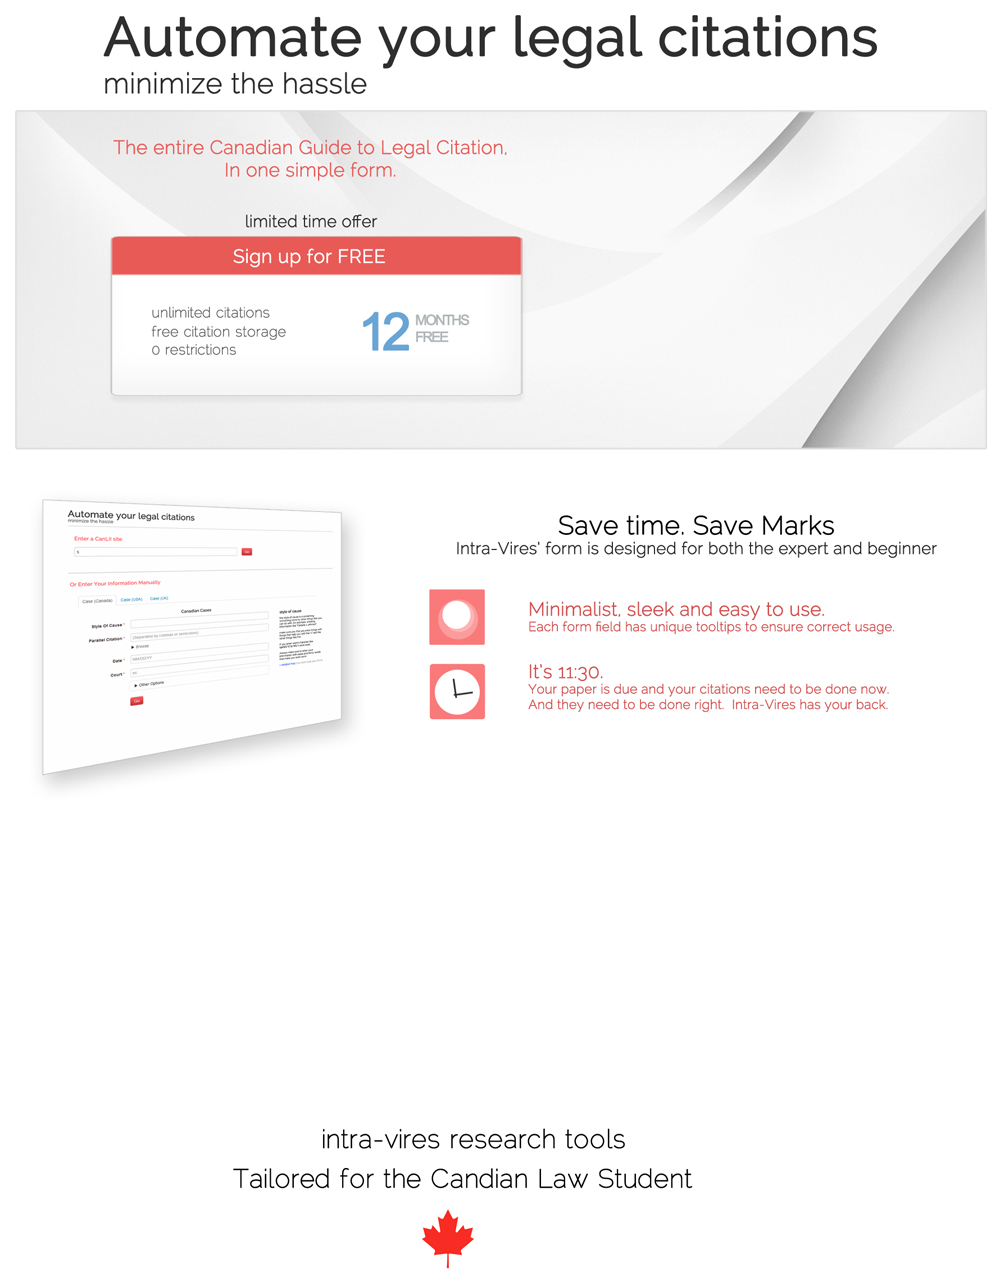 Automate your legal citations
minimize the hassle
The entire Canadian Guide to Legal Citation,
In one simple form.
limited time offer
Sign up for FREE
unlimited citations
free citation storage
0 restrictions
12 MONTHS FREE
Automate your legal citations
minimize the hassle
Enter a CanLII site
Go
Or Enter Your Information Manually
Case (Canada) Case (USA) Case (UK)
Canadian Cases
Style Of Cause *
Parallel Citation *
Browse
Date *
MM/DD/YY
Court *
Other Options
Go
style of cause
Save time. Save Marks
Intra-Vires' form is designed for both the expert and beginner
Minimalist, sleek and easy to use.
Each form field has unique tooltips to ensure correct usage.
It's 11:30.
Your paper is due and your citations need to be done now.
And they need to be done right. Intra-Vires has your back.
intra-vires research tools
Tailored for the Candian Law Student